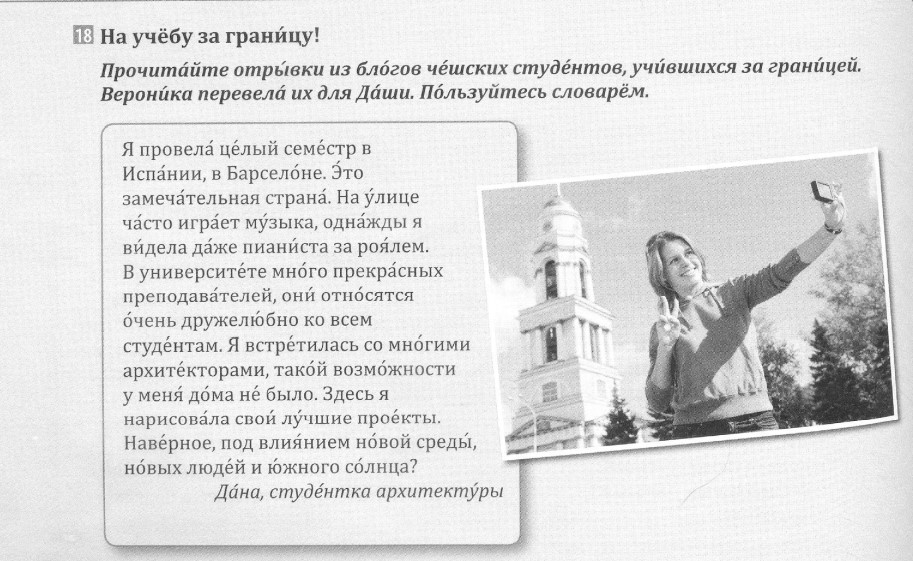 18 На учёбу за грани́цу!
Прочита́йте отры́вки из бло́гов че́шских студе́нтов, учи́вшихся за грани́цей.
Верони́ка перевела́ их для Да́ши. По́льзуйтесь словарём.
Я провела́ це́лый семе́стр в
Испа́нии, в Барсело́не. Э́то
замеча́тельная страна́. На у́лице
ча́сто игра́ет му́зыка, одна́жды я
ви́дела да́же пиани́ста за роя́лем.
В университе́те мно́го прекра́сных
преподава́телей, они́ отно́сятся
о́чень дружелю́бно ко всем
студе́нтам. Я встре́тилась со мно́гими
архите́кторами, тако́й возмо́жности
у меня́ до́ма не́ было. Здесь я
нарисова́ла свои́ лу́чшие прое́кты.
Наве́рное, под влия́нием но́вой среды́,
но́вых люде́й и ю́жного со́лнца?
Да́на, студе́нтка архитекту́ры